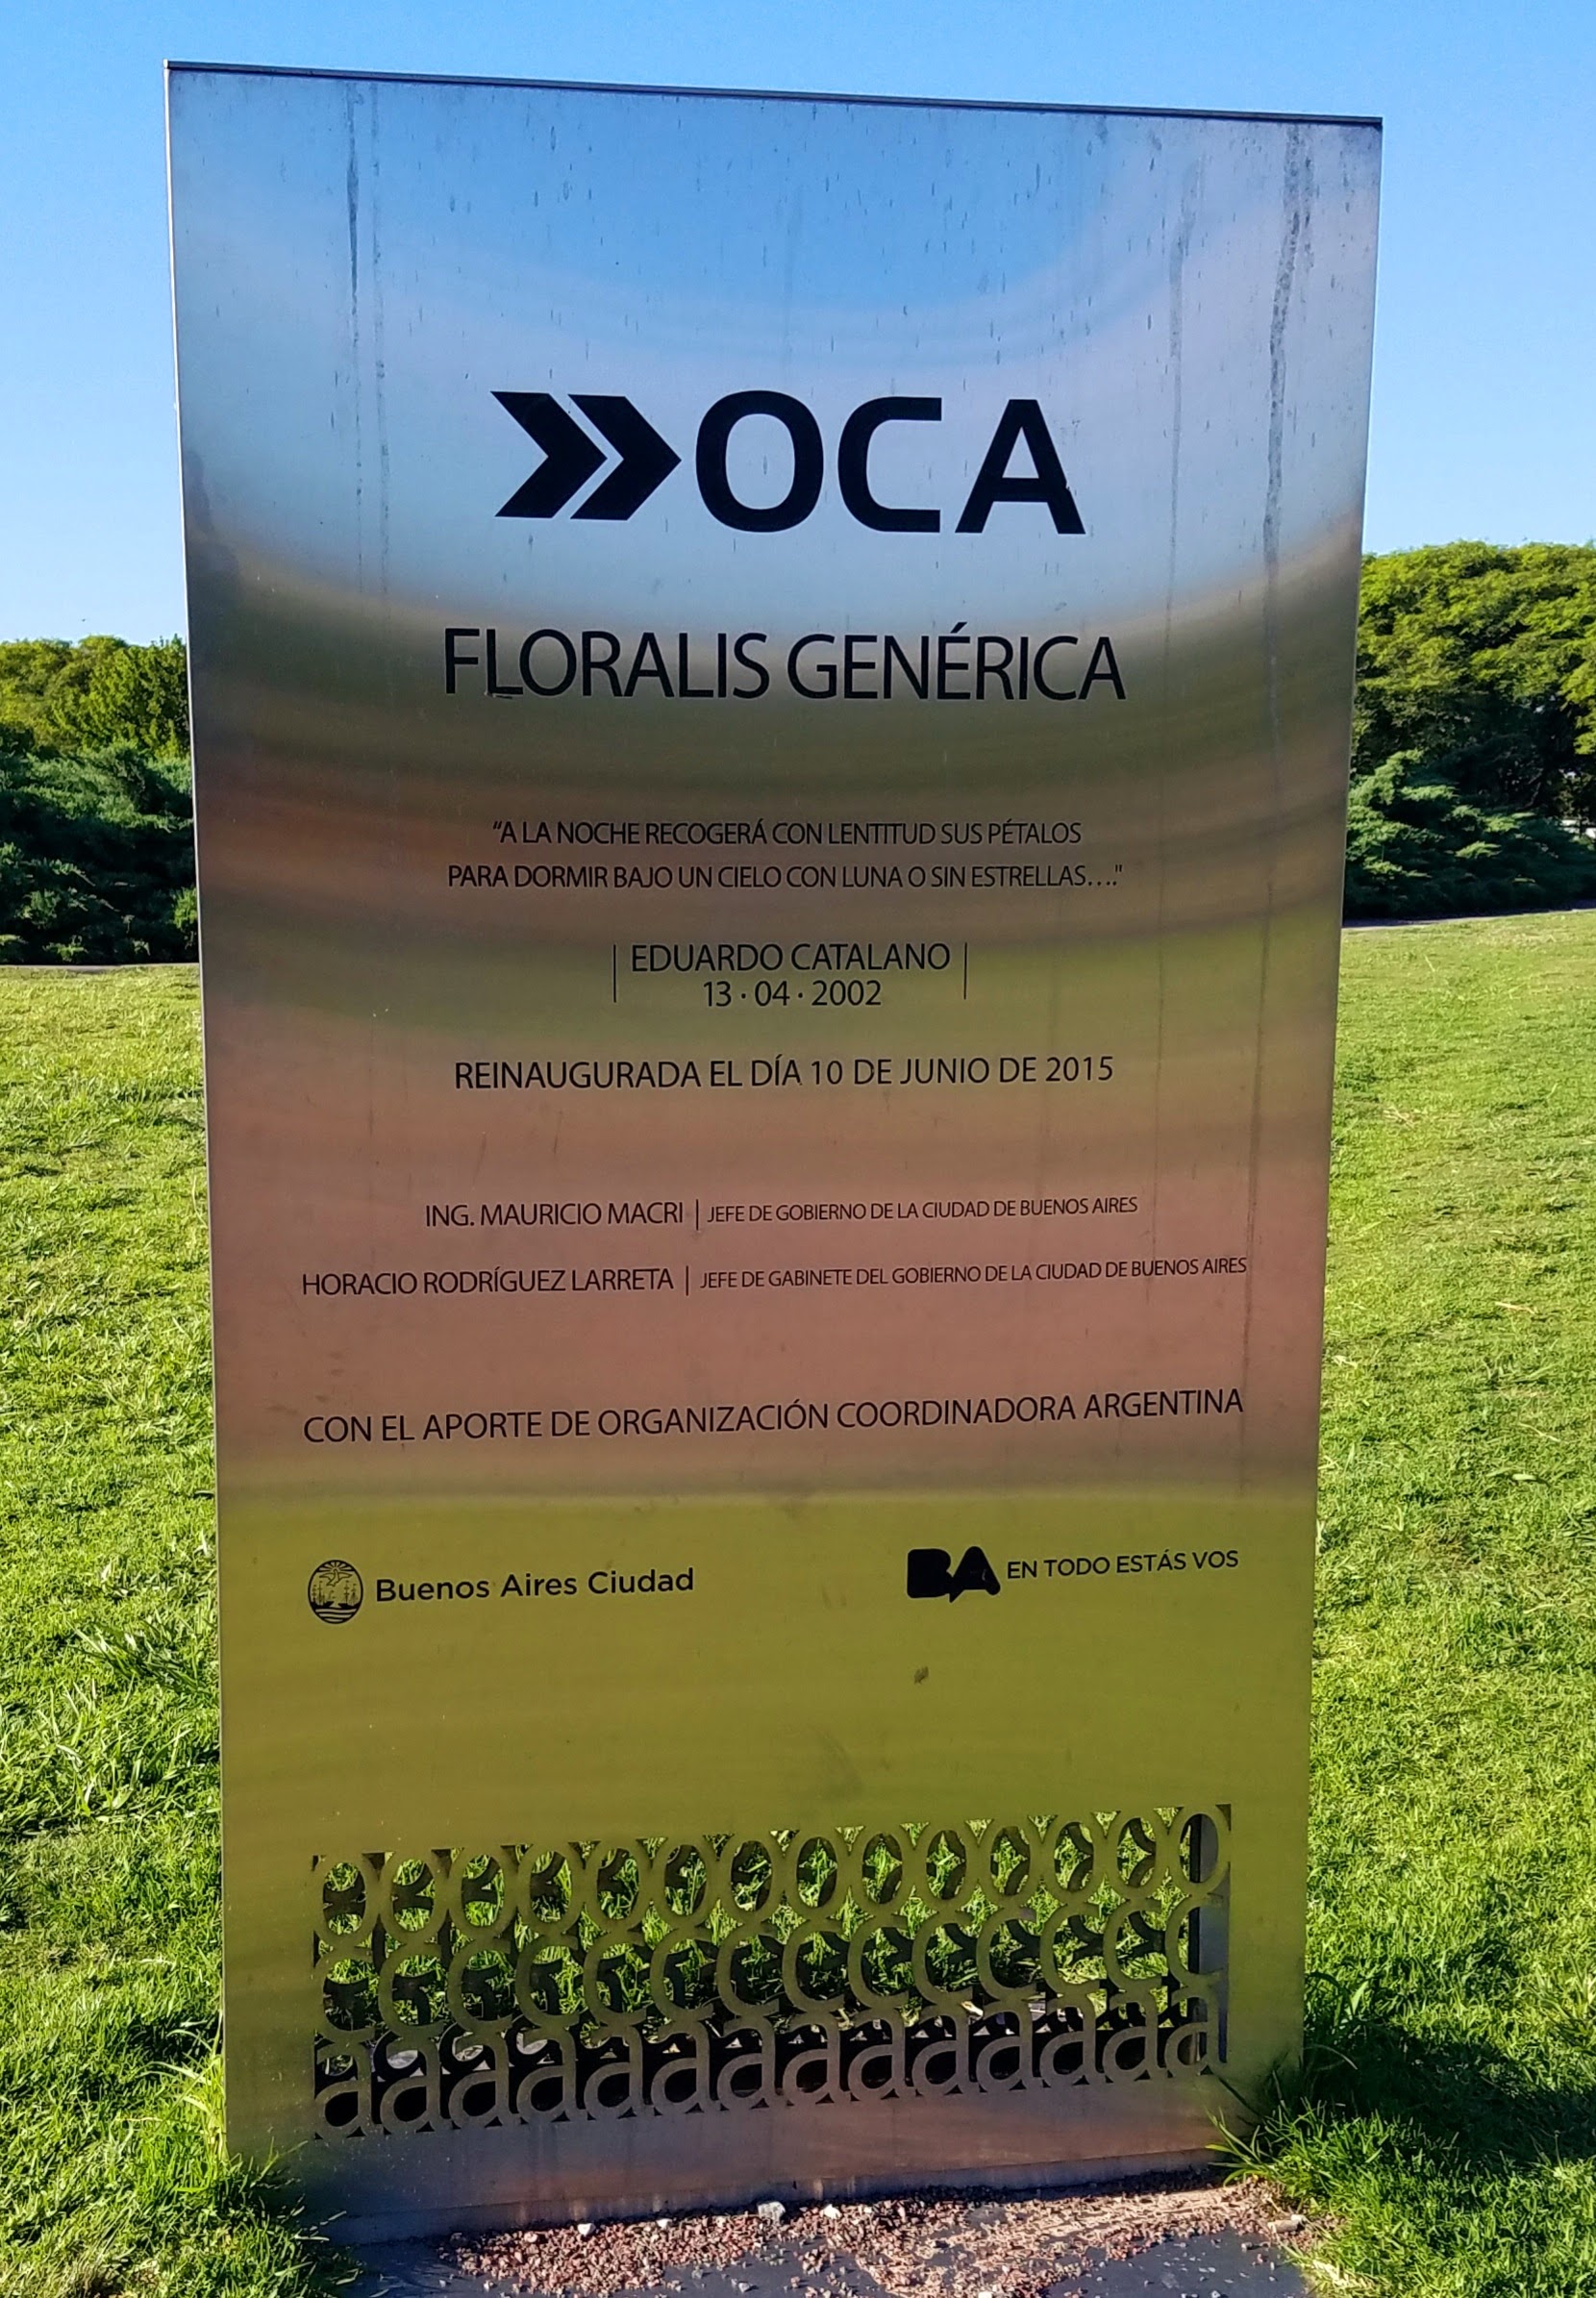 OCA
FLORALIS GENÉRICA
"A LA NOCHE RECOGERÁ CON LENTITUD SUS PÉTALOS
PARA DORMIR BAJO UN CIELO CON LUNA O SIN ESTRELLAS...."
EDUARDO CATALANO
13 · 04 · 2002
REINAUGURADA EL DÍA 10 DE JUNIO DE 2015
ING. MAURICIO MACRI | JEFE DE GOBIERNO DE LA CIUDAD DE BUENOS AIRES
HORACIO RODRÍGUEZ LARRETA | JEFE DE GABINETE DEL GOBIERNO DE LA CIUDAD DE BUENOS AIRES
CON EL APORTE DE ORGANIZACIÓN COORDINADORA ARGENTINA
Buenos Aires Ciudad BA EN TODO ESTÁS VOS